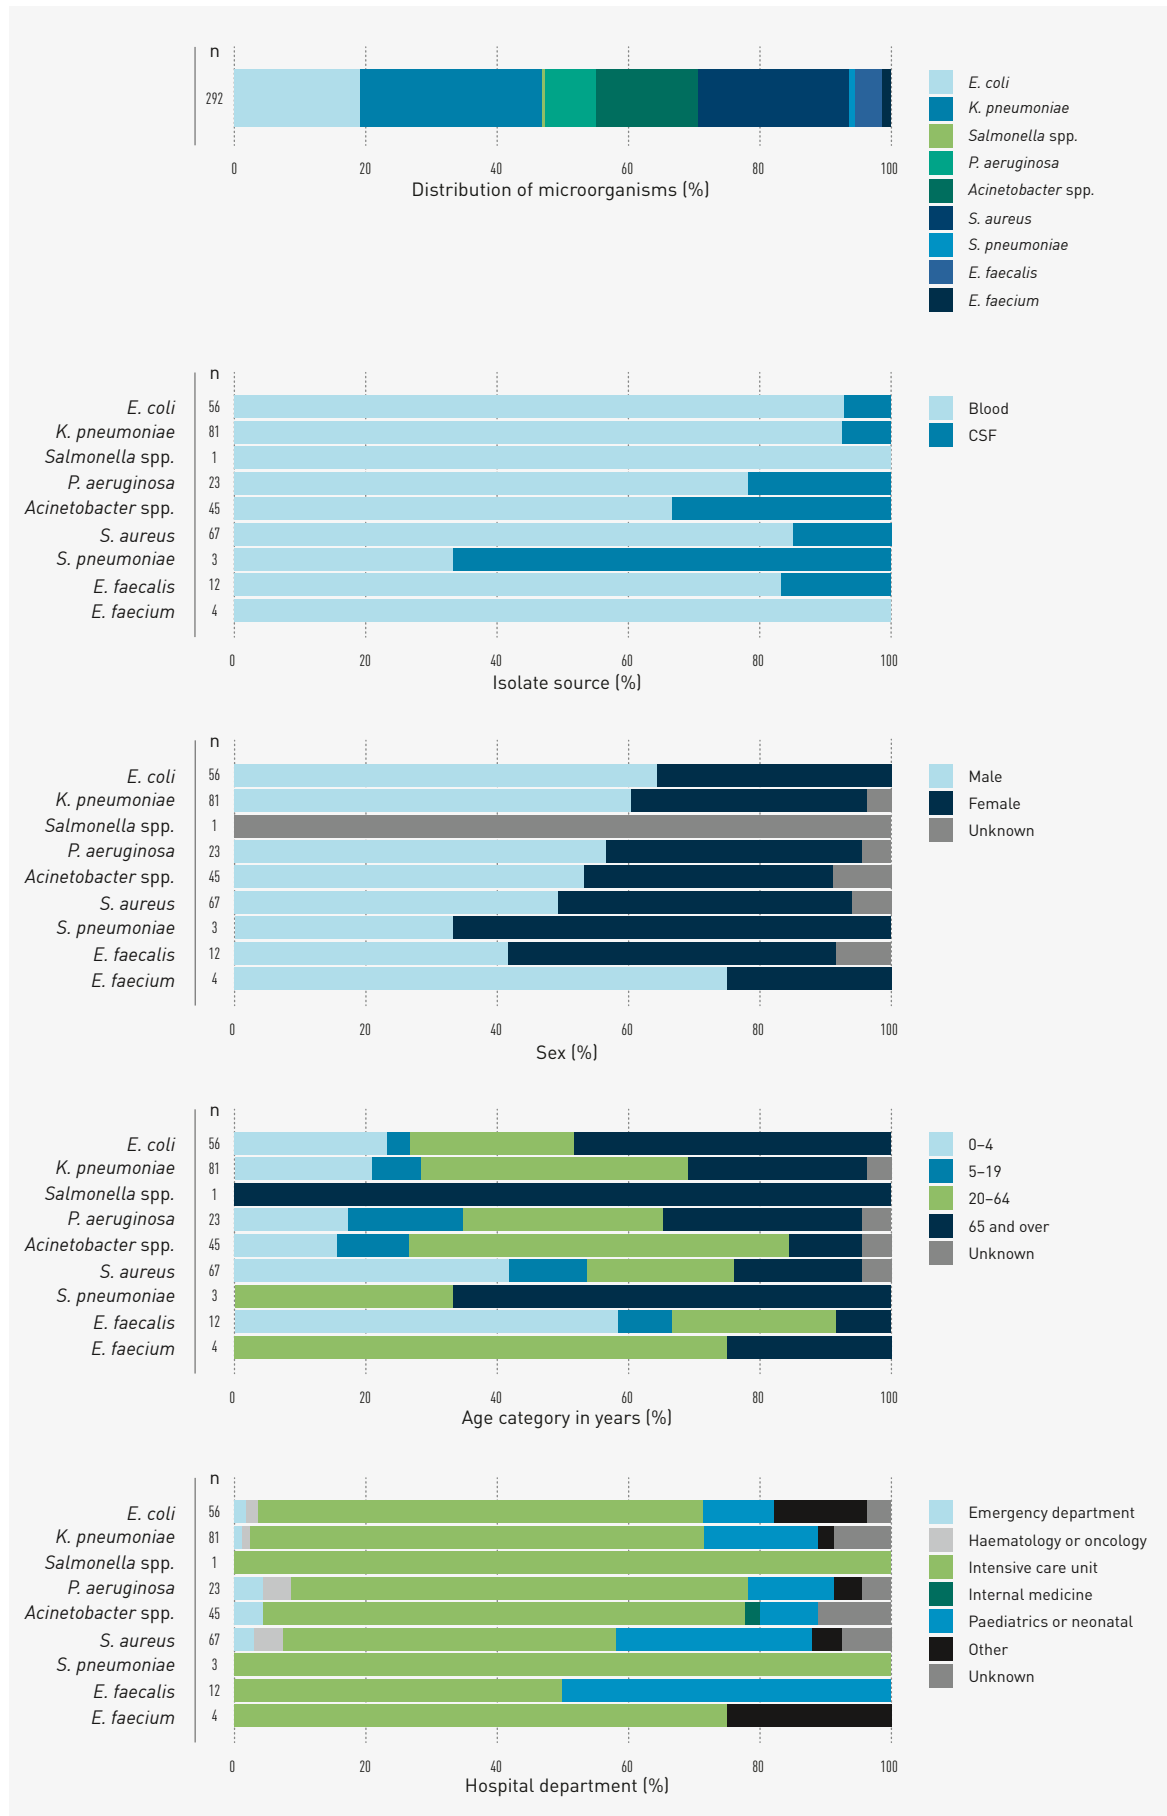 n
292
0 20 40 60 80 100
Distribution of microorganisms (%)
E. coli
K. pneumoniae
Salmonella spp.
P. aeruginosa
Acinetobacter spp.
S. aureus
S. pneumoniae
E. faecalis
E. faecium
n
E. coli 56
K. pneumoniae 81
Salmonella spp. 1
P. aeruginosa 23
Acinetobacter spp. 45
S. aureus 67
S. pneumoniae 3
E. faecalis 12
E. faecium 4
0 20 40 60 80 100
Isolate source (%)
Blood
CSF
n
E. coli 56
K. pneumoniae 81
Salmonella spp. 1
P. aeruginosa 23
Acinetobacter spp. 45
S. aureus 67
S. pneumoniae 3
E. faecalis 12
E. faecium 4
0 20 40 60 80 100
Sex (%)
Male
Female
Unknown
n
E. coli 56
K. pneumoniae 81
Salmonella spp. 1
P. aeruginosa 23
Acinetobacter spp. 45
S. aureus 67
S. pneumoniae 3
E. faecalis 12
E. faecium 4
0 20 40 60 80 100
Age category in years (%)
0–4
5–19
20–64
65 and over
Unknown
n
E. coli 56
K. pneumoniae 81
Salmonella spp. 1
P. aeruginosa 23
Acinetobacter spp. 45
S. aureus 67
S. pneumoniae 3
E. faecalis 12
E. faecium 4
0 20 40 60 80 100
Hospital department (%)
Emergency department
Haematology or oncology
Intensive care unit
Internal medicine
Paediatrics or neonatal
Other
Unknown